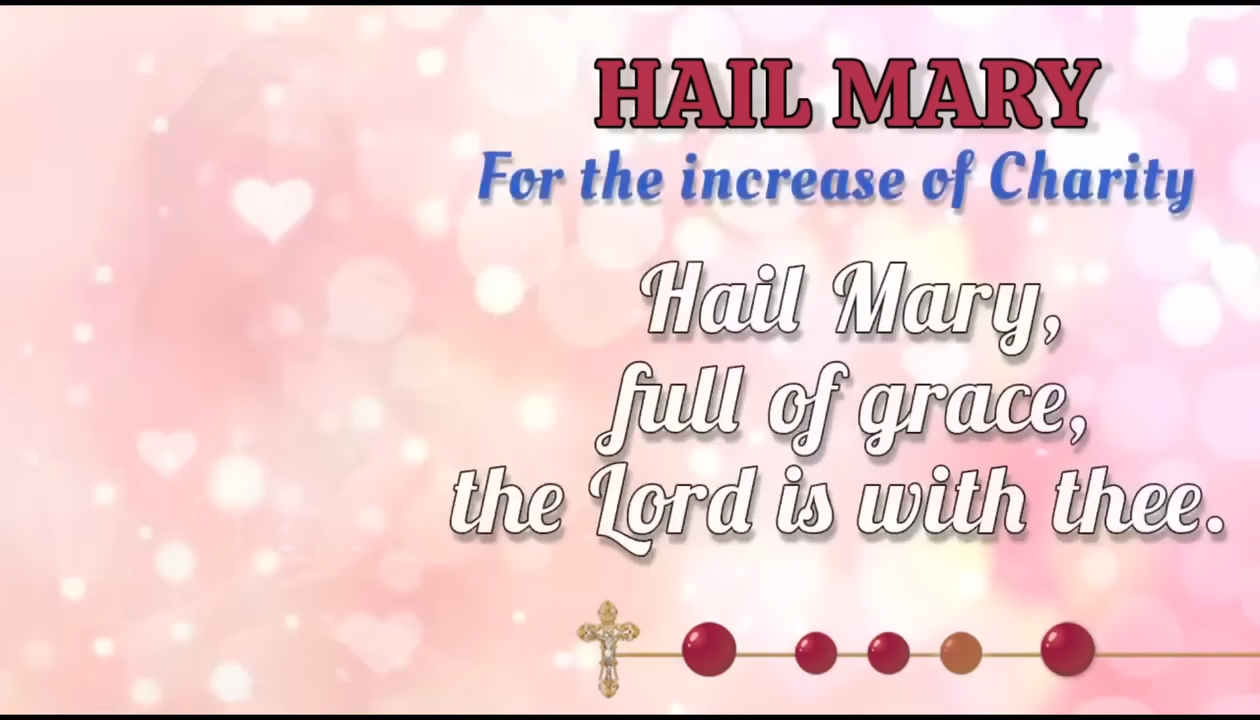 HAIL MARY
For the increase of Charity
Hail Mary,
full of grace,
the Lord is with thee.